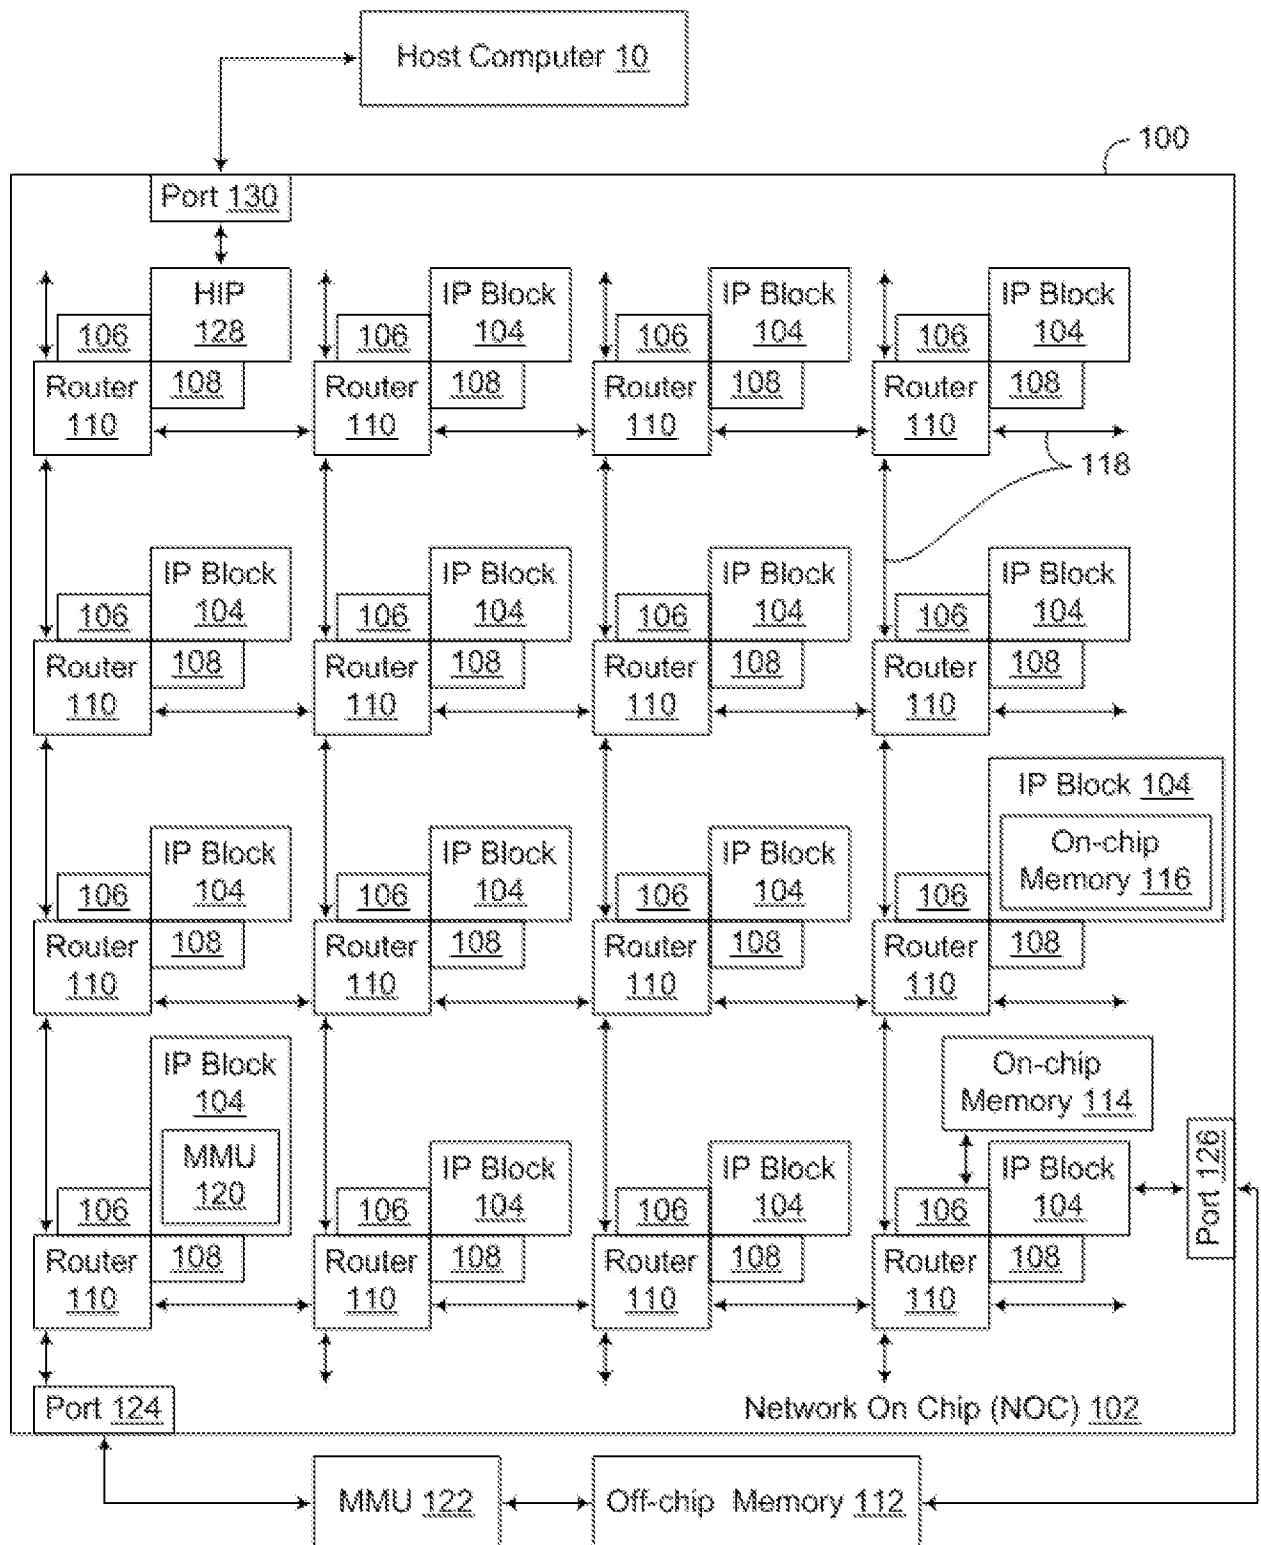 Host Computer 10
100
Port 130
HIP
128
IP Block
104
IP Block
104
IP Block
104
106
106
106
106
Router
110
108
Router
110
108
Router
110
108
Router
110
108
118
IP Block
104
IP Block
104
IP Block
104
IP Block
104
106
106
106
106
Router
110
108
Router
110
108
Router
110
108
Router
110
108
IP Block 104
On-chip
Memory 116
IP Block
104
IP Block
104
IP Block
104
106
106
106
106
Router
110
108
Router
110
108
Router
110
108
Router
110
108
IP Block
104
MMU
120
On-chip
Memory 114
IP Block
104
IP Block
104
IP Block
104
Port 126
106
106
106
106
Router
110
108
Router
110
108
Router
110
108
Router
110
108
Port 124
Network On Chip (NOC) 102
MMU 122
Off-chip Memory 112